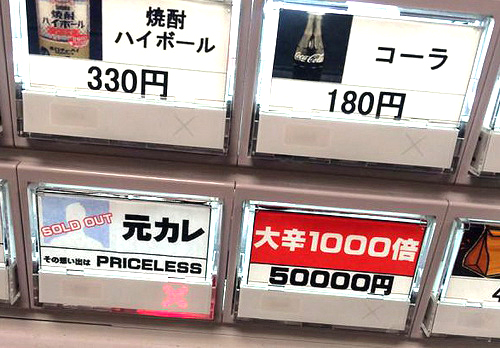 焼酎
ハイボール
330円
コーラ
180円
SOLD OUT
元カレ
その想い出は PRICELESS
大辛1000倍
50000円